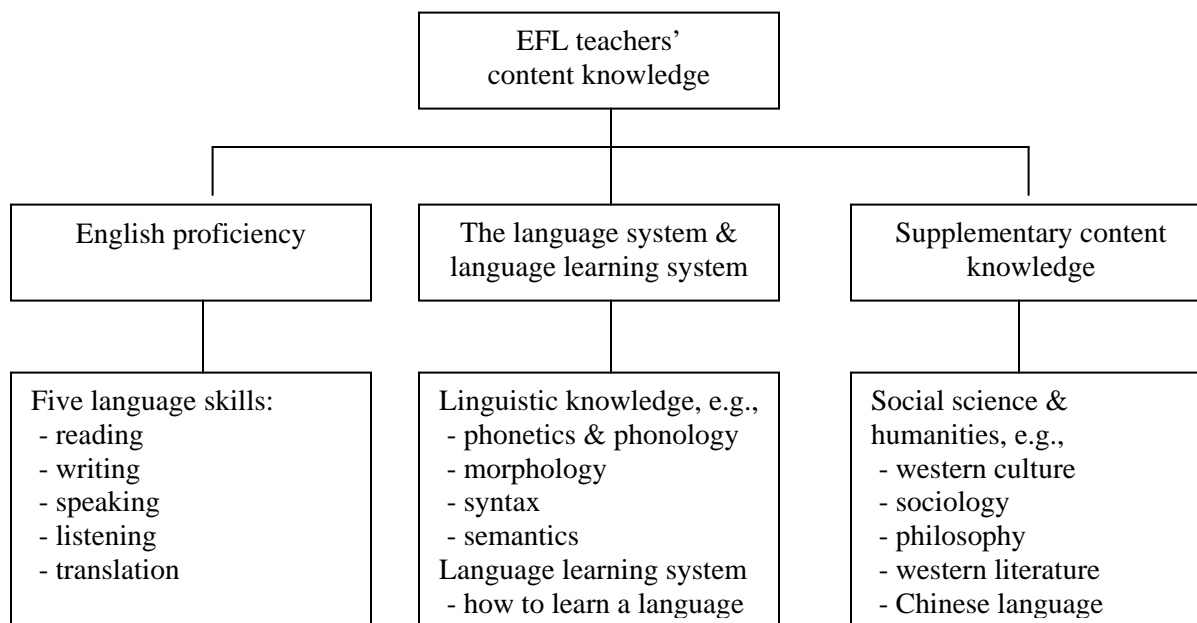 EFL teachers’
content knowledge
English proficiency
The language system &
language learning system
Supplementary content
knowledge
Five language skills:
- reading
- writing
- speaking
- listening
- translation
Linguistic knowledge, e.g.,
- phonetics & phonology
- morphology
- syntax
- semantics
Language learning system
- how to learn a language
Social science &
humanities, e.g.,
- western culture
- sociology
- philosophy
- western literature
- Chinese language